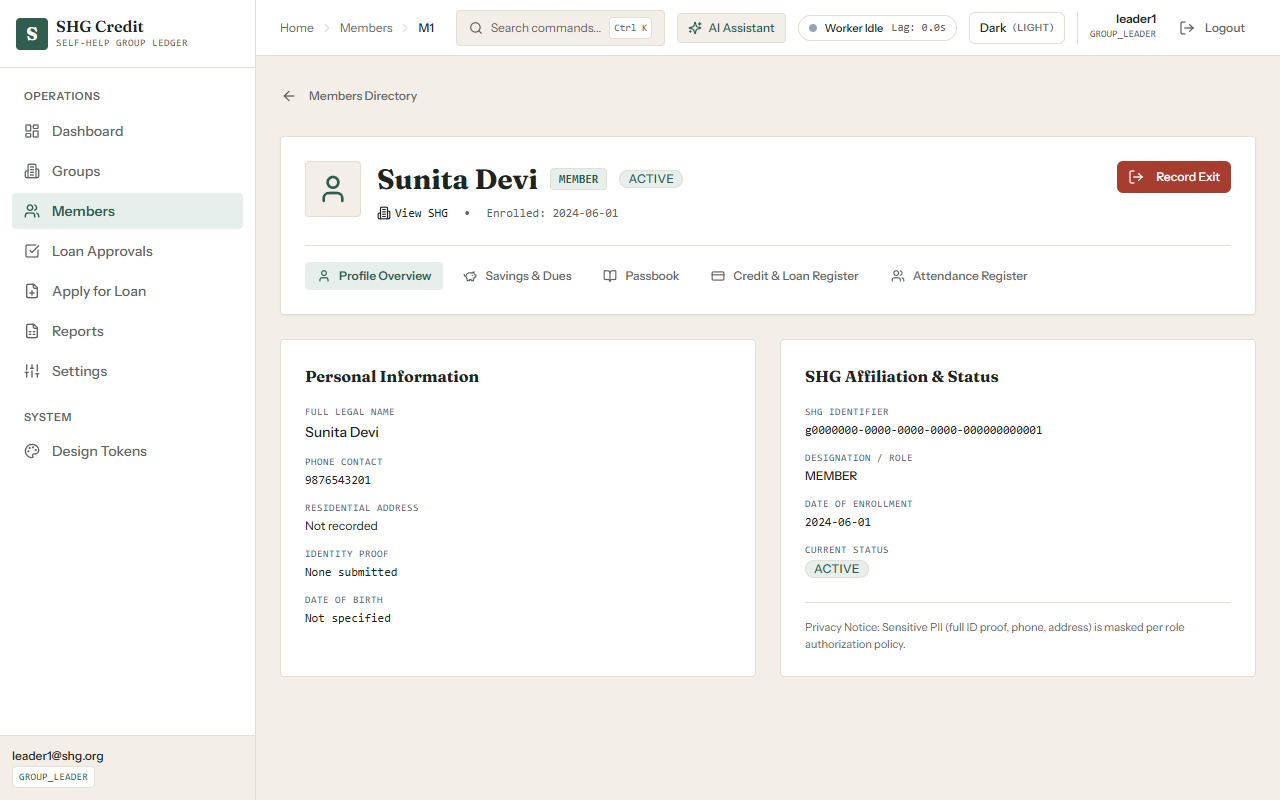 S
SHG Credit
SELF-HELP GROUP LEDGER
OPERATIONS
Dashboard
Groups
Members
Loan Approvals
Apply for Loan
Reports
Settings
SYSTEM
Design Tokens
leader1@shg.org
GROUP_LEADER
Home Members M1
Search commands... Ctrl K
AI Assistant
Worker Idle Lag: 0.0s
Dark (LIGHT)
leader1
GROUP_LEADER
Logout
Members Directory
Sunita Devi MEMBER ACTIVE
View SHG • Enrolled: 2024-06-01
Record Exit
Profile Overview Savings & Dues Passbook Credit & Loan Register Attendance Register
Personal Information
FULL LEGAL NAME
Sunita Devi
PHONE CONTACT
9876543201
RESIDENTIAL ADDRESS
Not recorded
IDENTITY PROOF
None submitted
DATE OF BIRTH
Not specified
SHG Affiliation & Status
SHG IDENTIFIER
g0000000-0000-0000-0000-000000000001
DESIGNATION / ROLE
MEMBER
DATE OF ENROLLMENT
2024-06-01
CURRENT STATUS
ACTIVE
Privacy Notice: Sensitive PII (full ID proof, phone, address) is masked per role
authorization policy.